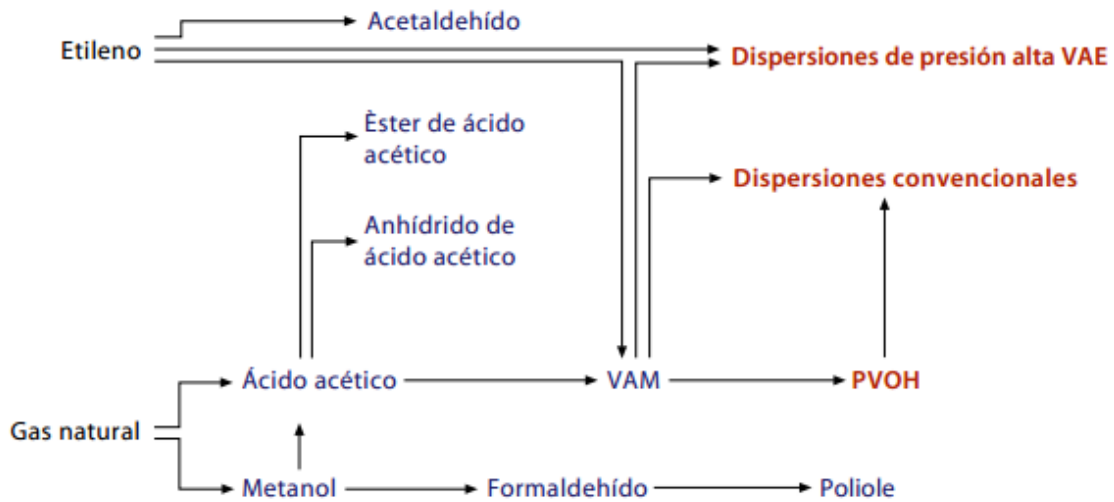 Acetaldehído
Etileno
Dispersiones de presión alta VAE
Èster de ácido
acético
Dispersiones convencionales
Anhídrido de
ácido acético
Ácido acético
VAM
PVOH
Gas natural
Metanol
Formaldehído
Poliole